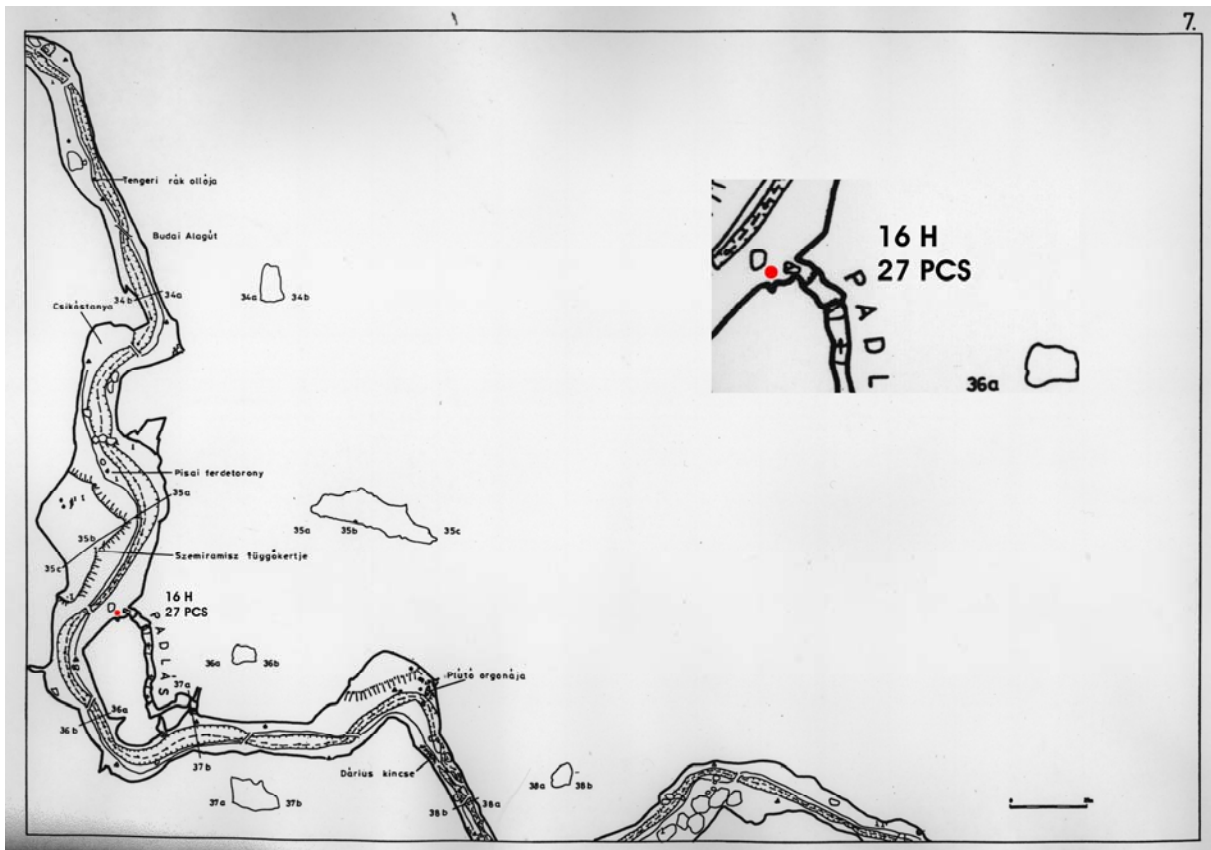 7.
Tengeri rák ollója
Budai Alagút
34b 34a
Csikóstanya
34a 34b
16 H
27 PCS
PADL
36a
Pisai ferdetorony
35a
35b
35a 35b 35c
Szemiramisz függőkertje
35c
16 H
27 PCS
PADLÁS
36a 36b
37a
Plútó orgonája
36a
36b
37b
Dárius kincse
37a 37b
38a 38b
38b 38a
0